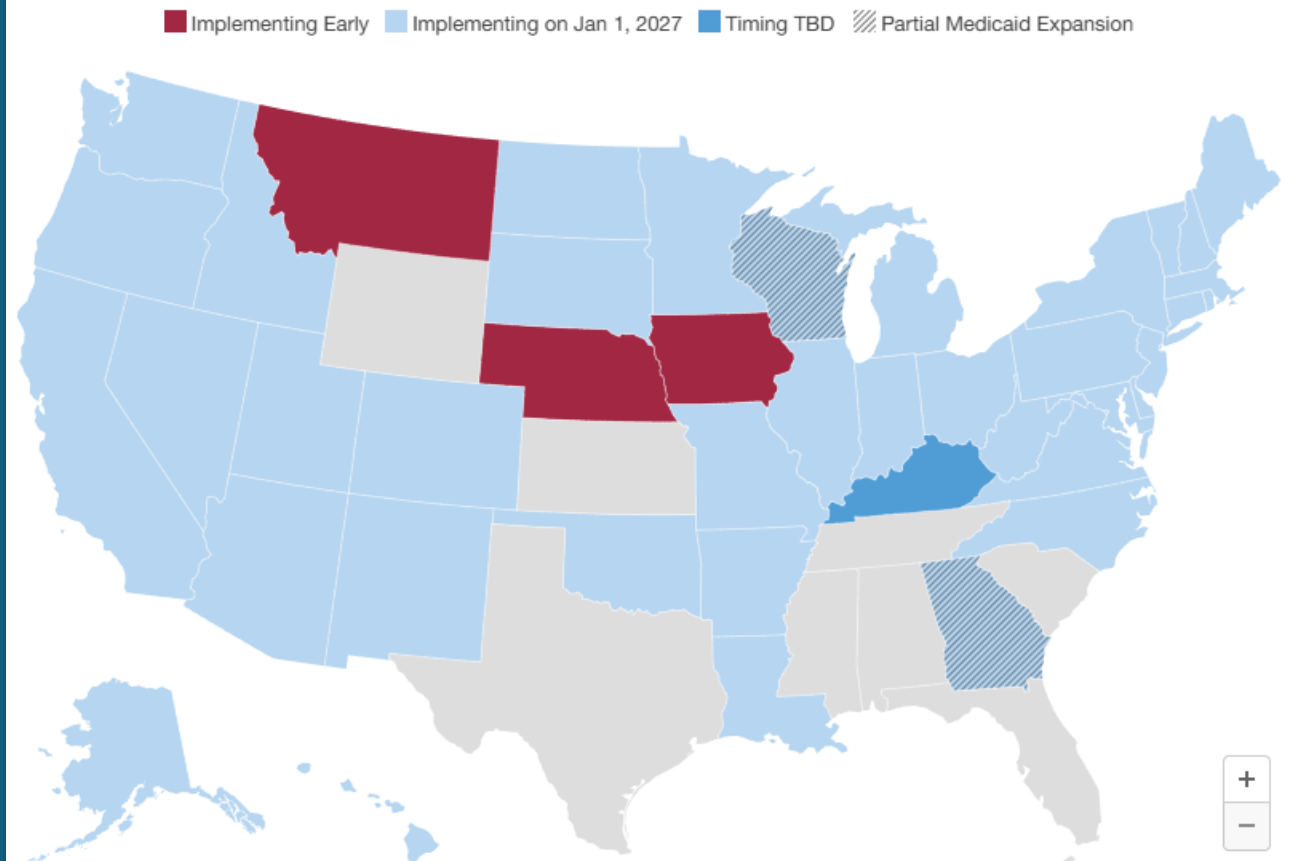 Implementing Early Implementing on Jan 1, 2027 Timing TBD Partial Medicaid Expansion
+
−